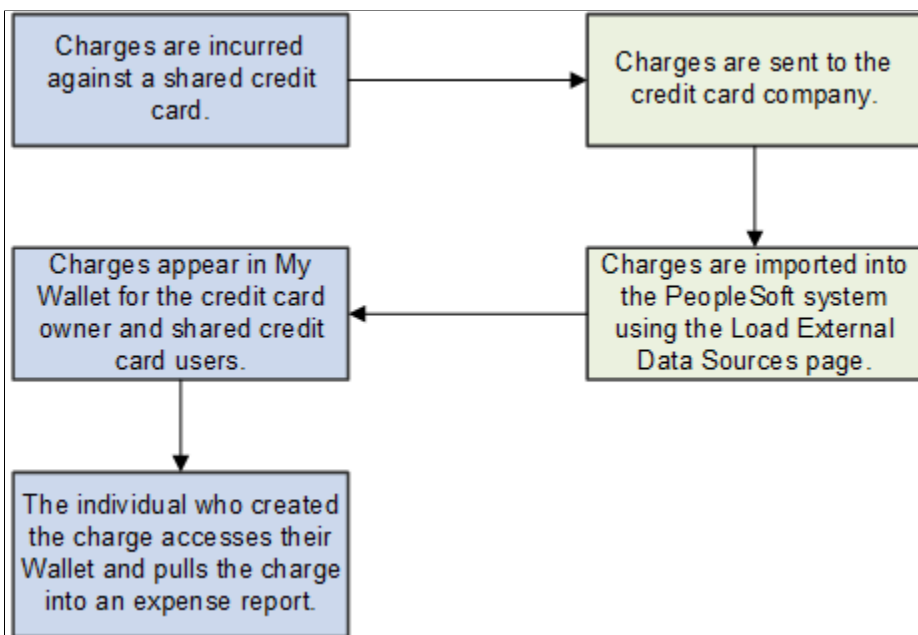 Charges are incurred
against a shared credit
card.
Charges are sent to the
credit card company.
Charges are imported into
the PeopleSoft system
using the Load External
Data Sources page.
Charges appear in My
Wallet for the credit card
owner and shared credit
card users.
The individual who created
the charge accesses their
Wallet and pulls the charge
into an expense report.